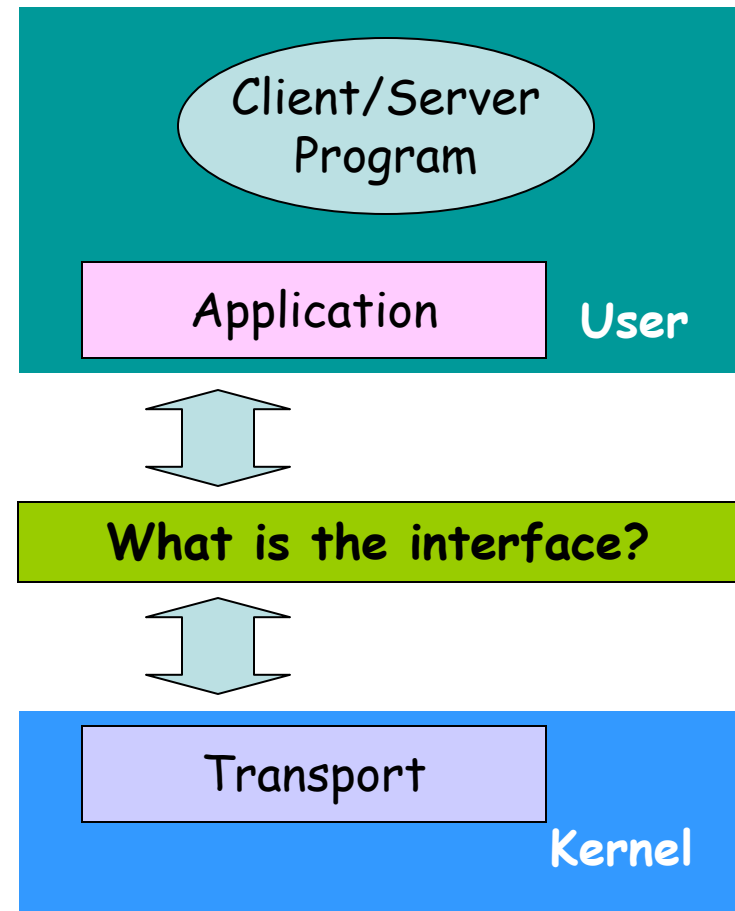 Client/Server
Program
Application
User
What is the interface?
Transport
Kernel